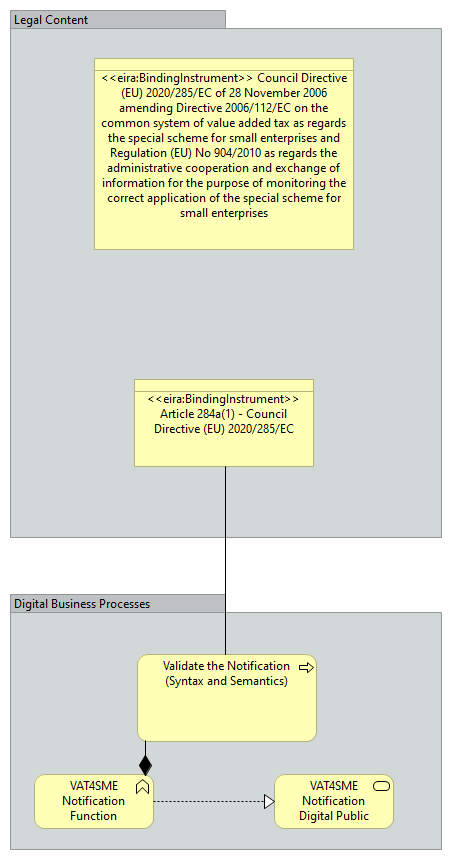 Legal Content
<<eira:BindingInstrument>> Council Directive
(EU) 2020/285/EC of 28 November 2006
amending Directive 2006/112/EC on the
common system of value added tax as regards
the special scheme for small enterprises and
Regulation (EU) No 904/2010 as regards the
administrative cooperation and exchange of
information for the purpose of monitoring the
correct application of the special scheme for
small enterprises
<<eira:BindingInstrument>>
Article 284a(1) - Council
Directive (EU) 2020/285/EC
Digital Business Processes
Validate the Notification
(Syntax and Semantics)
VAT4SME
Notification
Function
VAT4SME
Notification
Digital Public